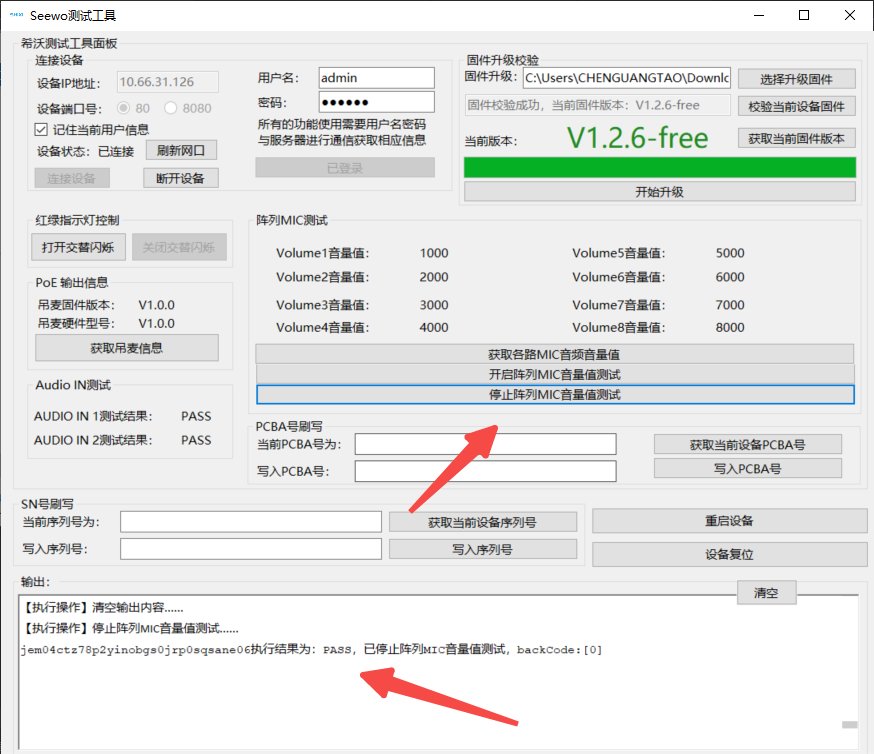 Seewo测试工具
希沃测试工具面板
连接设备
设备IP地址： 10.66.31.126
设备端口号： 80 8080
记住当前用户信息
设备状态： 已连接 刷新网口
连接设备 断开设备
用户名： admin
密码： ●●●●●●
所有的功能使用需要用户名密码
与服务器进行通信获取相应信息
已登录
固件升级校验
固件升级： C:\Users\CHENGUANGTAO\Downlc 选择升级固件
固件校验成功，当前固件版本：V1.2.6-free 校验当前设备固件
当前版本： V1.2.6-free 获取当前固件版本
开始升级
红绿指示灯控制
打开交替闪烁 关闭交替闪烁
PoE 输出信息
吊麦固件版本： V1.0.0
吊麦硬件型号： V1.0.0
获取吊麦信息
Audio IN测试
AUDIO IN 1测试结果： PASS
AUDIO IN 2测试结果： PASS
阵列MIC测试
Volume1音量值： 1000 Volume5音量值： 5000
Volume2音量值： 2000 Volume6音量值： 6000
Volume3音量值： 3000 Volume7音量值： 7000
Volume4音量值： 4000 Volume8音量值： 8000
获取各路MIC音频音量值
开启阵列MIC音量值测试
停止阵列MIC音量值测试
PCBA号刷写
当前PCBA号为： 获取当前设备PCBA号
写入PCBA号： 写入PCBA号
SN号刷写
当前序列号为： 获取当前设备序列号
写入序列号： 写入序列号
重启设备
设备复位
输出： 清空
【执行操作】清空输出内容......
【执行操作】停止阵列MIC音量值测试......
jem04ctz78p2yinobgs0jrp0sqsane06执行结果为：PASS，已停止阵列MIC音量值测试，backCode:[0]